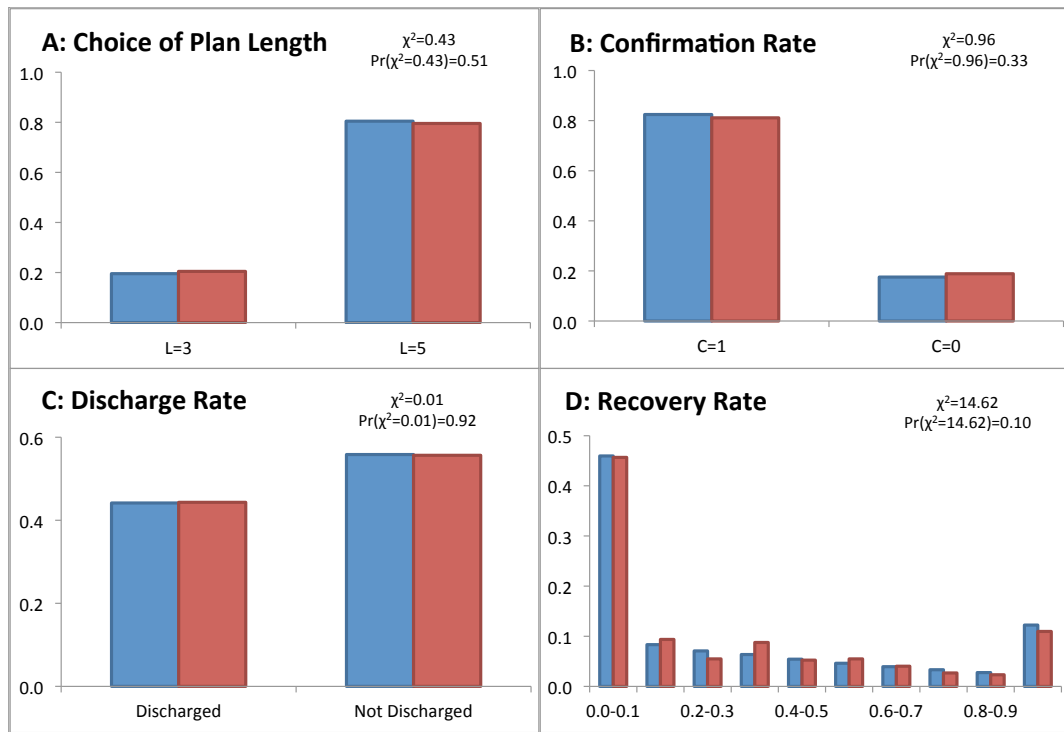 A: Choice of Plan Length
χ²=0.43
Pr(χ²=0.43)=0.51
1.0
0.8
0.6
0.4
0.2
0.0
L=3 L=5
B: Confirmation Rate
χ²=0.96
Pr(χ²=0.96)=0.33
1.0
0.8
0.6
0.4
0.2
0.0
C=1 C=0
C: Discharge Rate
χ²=0.01
Pr(χ²=0.01)=0.92
0.6
0.4
0.2
0.0
Discharged Not Discharged
D: Recovery Rate
χ²=14.62
Pr(χ²=14.62)=0.10
0.5
0.4
0.3
0.2
0.1
0.0
0.0-0.1 0.2-0.3 0.4-0.5 0.6-0.7 0.8-0.9